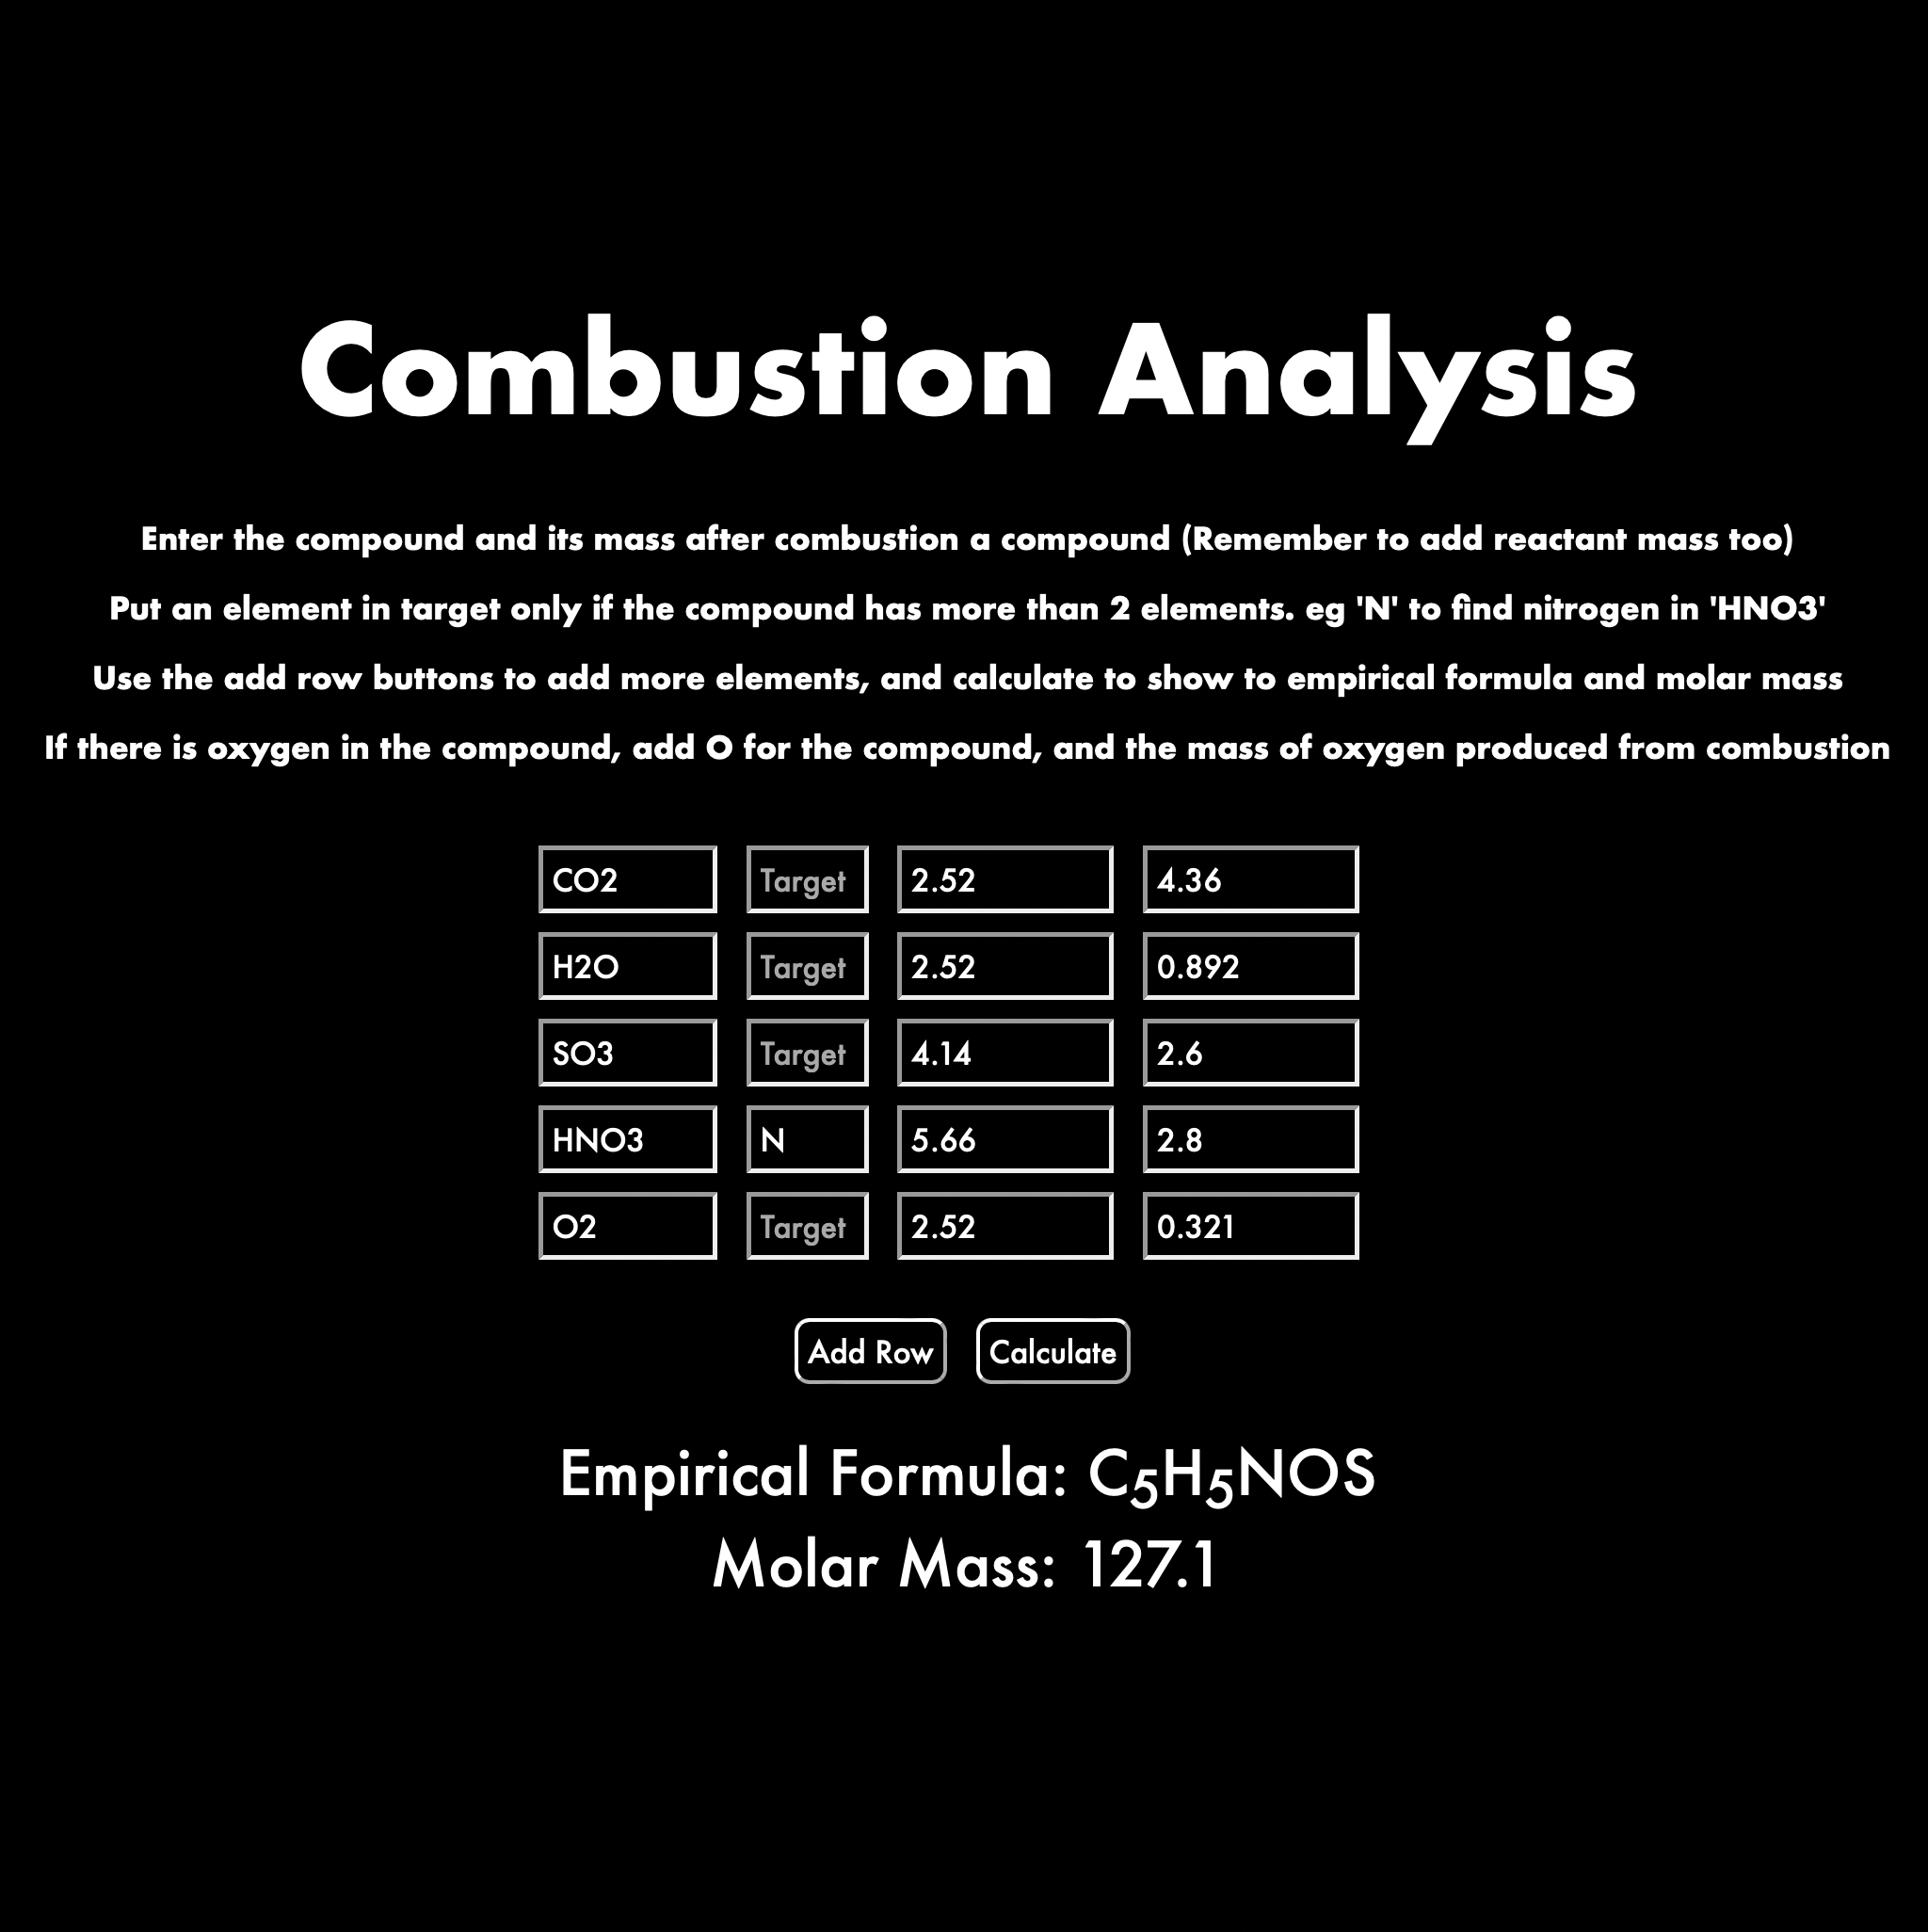 Combustion Analysis
Enter the compound and its mass after combustion a compound (Remember to add reactant mass too)
Put an element in target only if the compound has more than 2 elements. eg 'N' to find nitrogen in 'HNO3'
Use the add row buttons to add more elements, and calculate to show to empirical formula and molar mass
If there is oxygen in the compound, add O for the compound, and the mass of oxygen produced from combustion
CO2 Target 2.52 4.36
H2O Target 2.52 0.892
SO3 Target 4.14 2.6
HNO3 N 5.66 2.8
O2 Target 2.52 0.321
Add Row Calculate
Empirical Formula: C₅H₅NOS
Molar Mass: 127.1